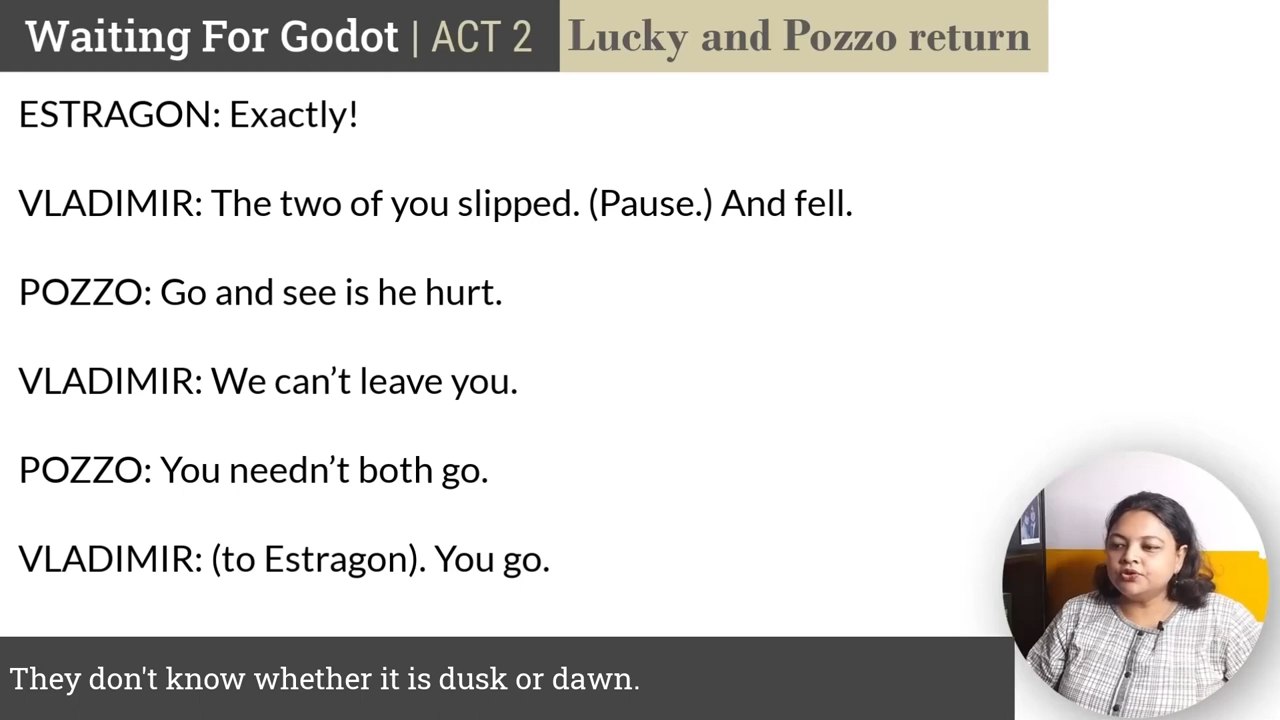 Waiting For Godot | ACT 2 Lucky and Pozzo return
ESTRAGON: Exactly!
VLADIMIR: The two of you slipped. (Pause.) And fell.
POZZO: Go and see is he hurt.
VLADIMIR: We can’t leave you.
POZZO: You needn’t both go.
VLADIMIR: (to Estragon). You go.
They don't know whether it is dusk or dawn.